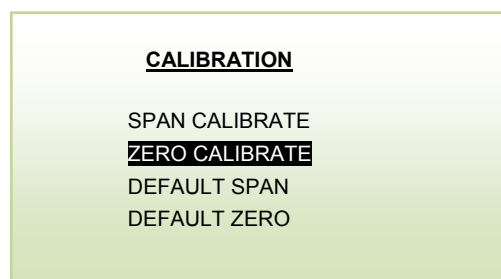 CALIBRATION
SPAN CALIBRATE
ZERO CALIBRATE
DEFAULT SPAN
DEFAULT ZERO